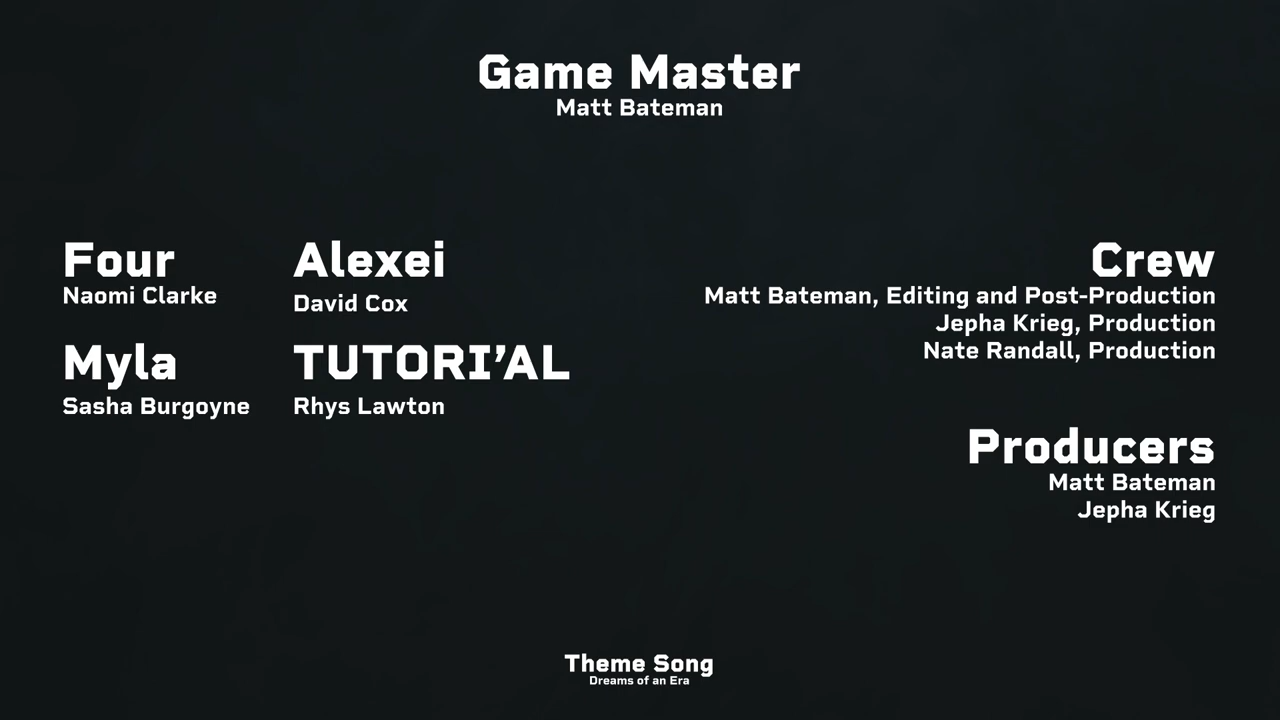 Game Master
Matt Bateman
Four
Naomi Clarke
Alexei
David Cox
Myla
Sasha Burgoyne
TUTORI’AL
Rhys Lawton
Crew
Matt Bateman, Editing and Post-Production
Jepha Krieg, Production
Nate Randall, Production
Producers
Matt Bateman
Jepha Krieg
Theme Song
Dreams of an Era